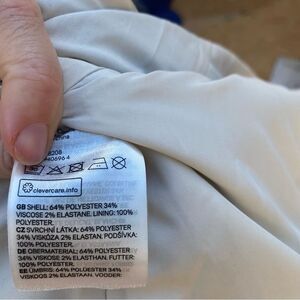 clevercare.info
GB SHELL: 64% POLYESTER 34%
VISCOSE 2% ELASTANE. LINING: 100%
POLYESTER.
CZ SVRCHNÍ LÁTKA: 64% POLYESTER
34% VISKÓZA 2% ELASTAN. PODŠÍVKA:
100% POLYESTER.
DE OBERMATERIAL: 64% POLYESTER
34% VISKOSE 2% ELASTHAN. FUTTER:
100% POLYESTER.
EE ÜMBRIS: 64% POLÜESTER 34%
VISKOOS 2% ELASTAAN. VOODER: